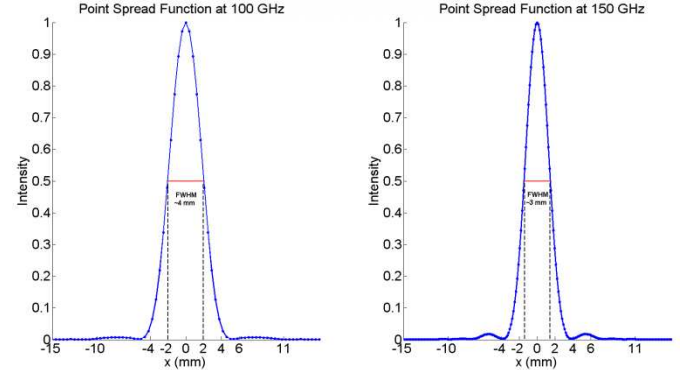 Point Spread Function at 100 GHz
1
0.9
0.8
0.7
0.6
0.5
0.4
0.3
0.2
0.1
0
Intensity
FWHM
~4 mm
-15 -10 -4 -2 0 2 4 6 11
x (mm)
Point Spread Function at 150 GHz
1
0.9
0.8
0.7
0.6
0.5
0.4
0.3
0.2
0.1
0
Intensity
FWHM
~3 mm
-15 -10 -4 -2 0 2 4 6 11
x (mm)